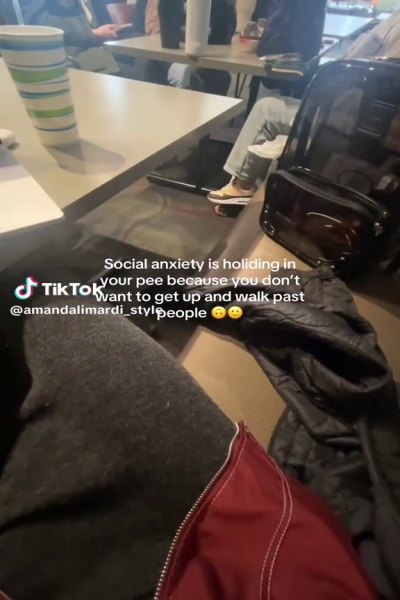 Social anxiety is holiding in
your pee because you don't
want to get up and walk past
people 🙃🙂
TikTok
@amandalimardi_style